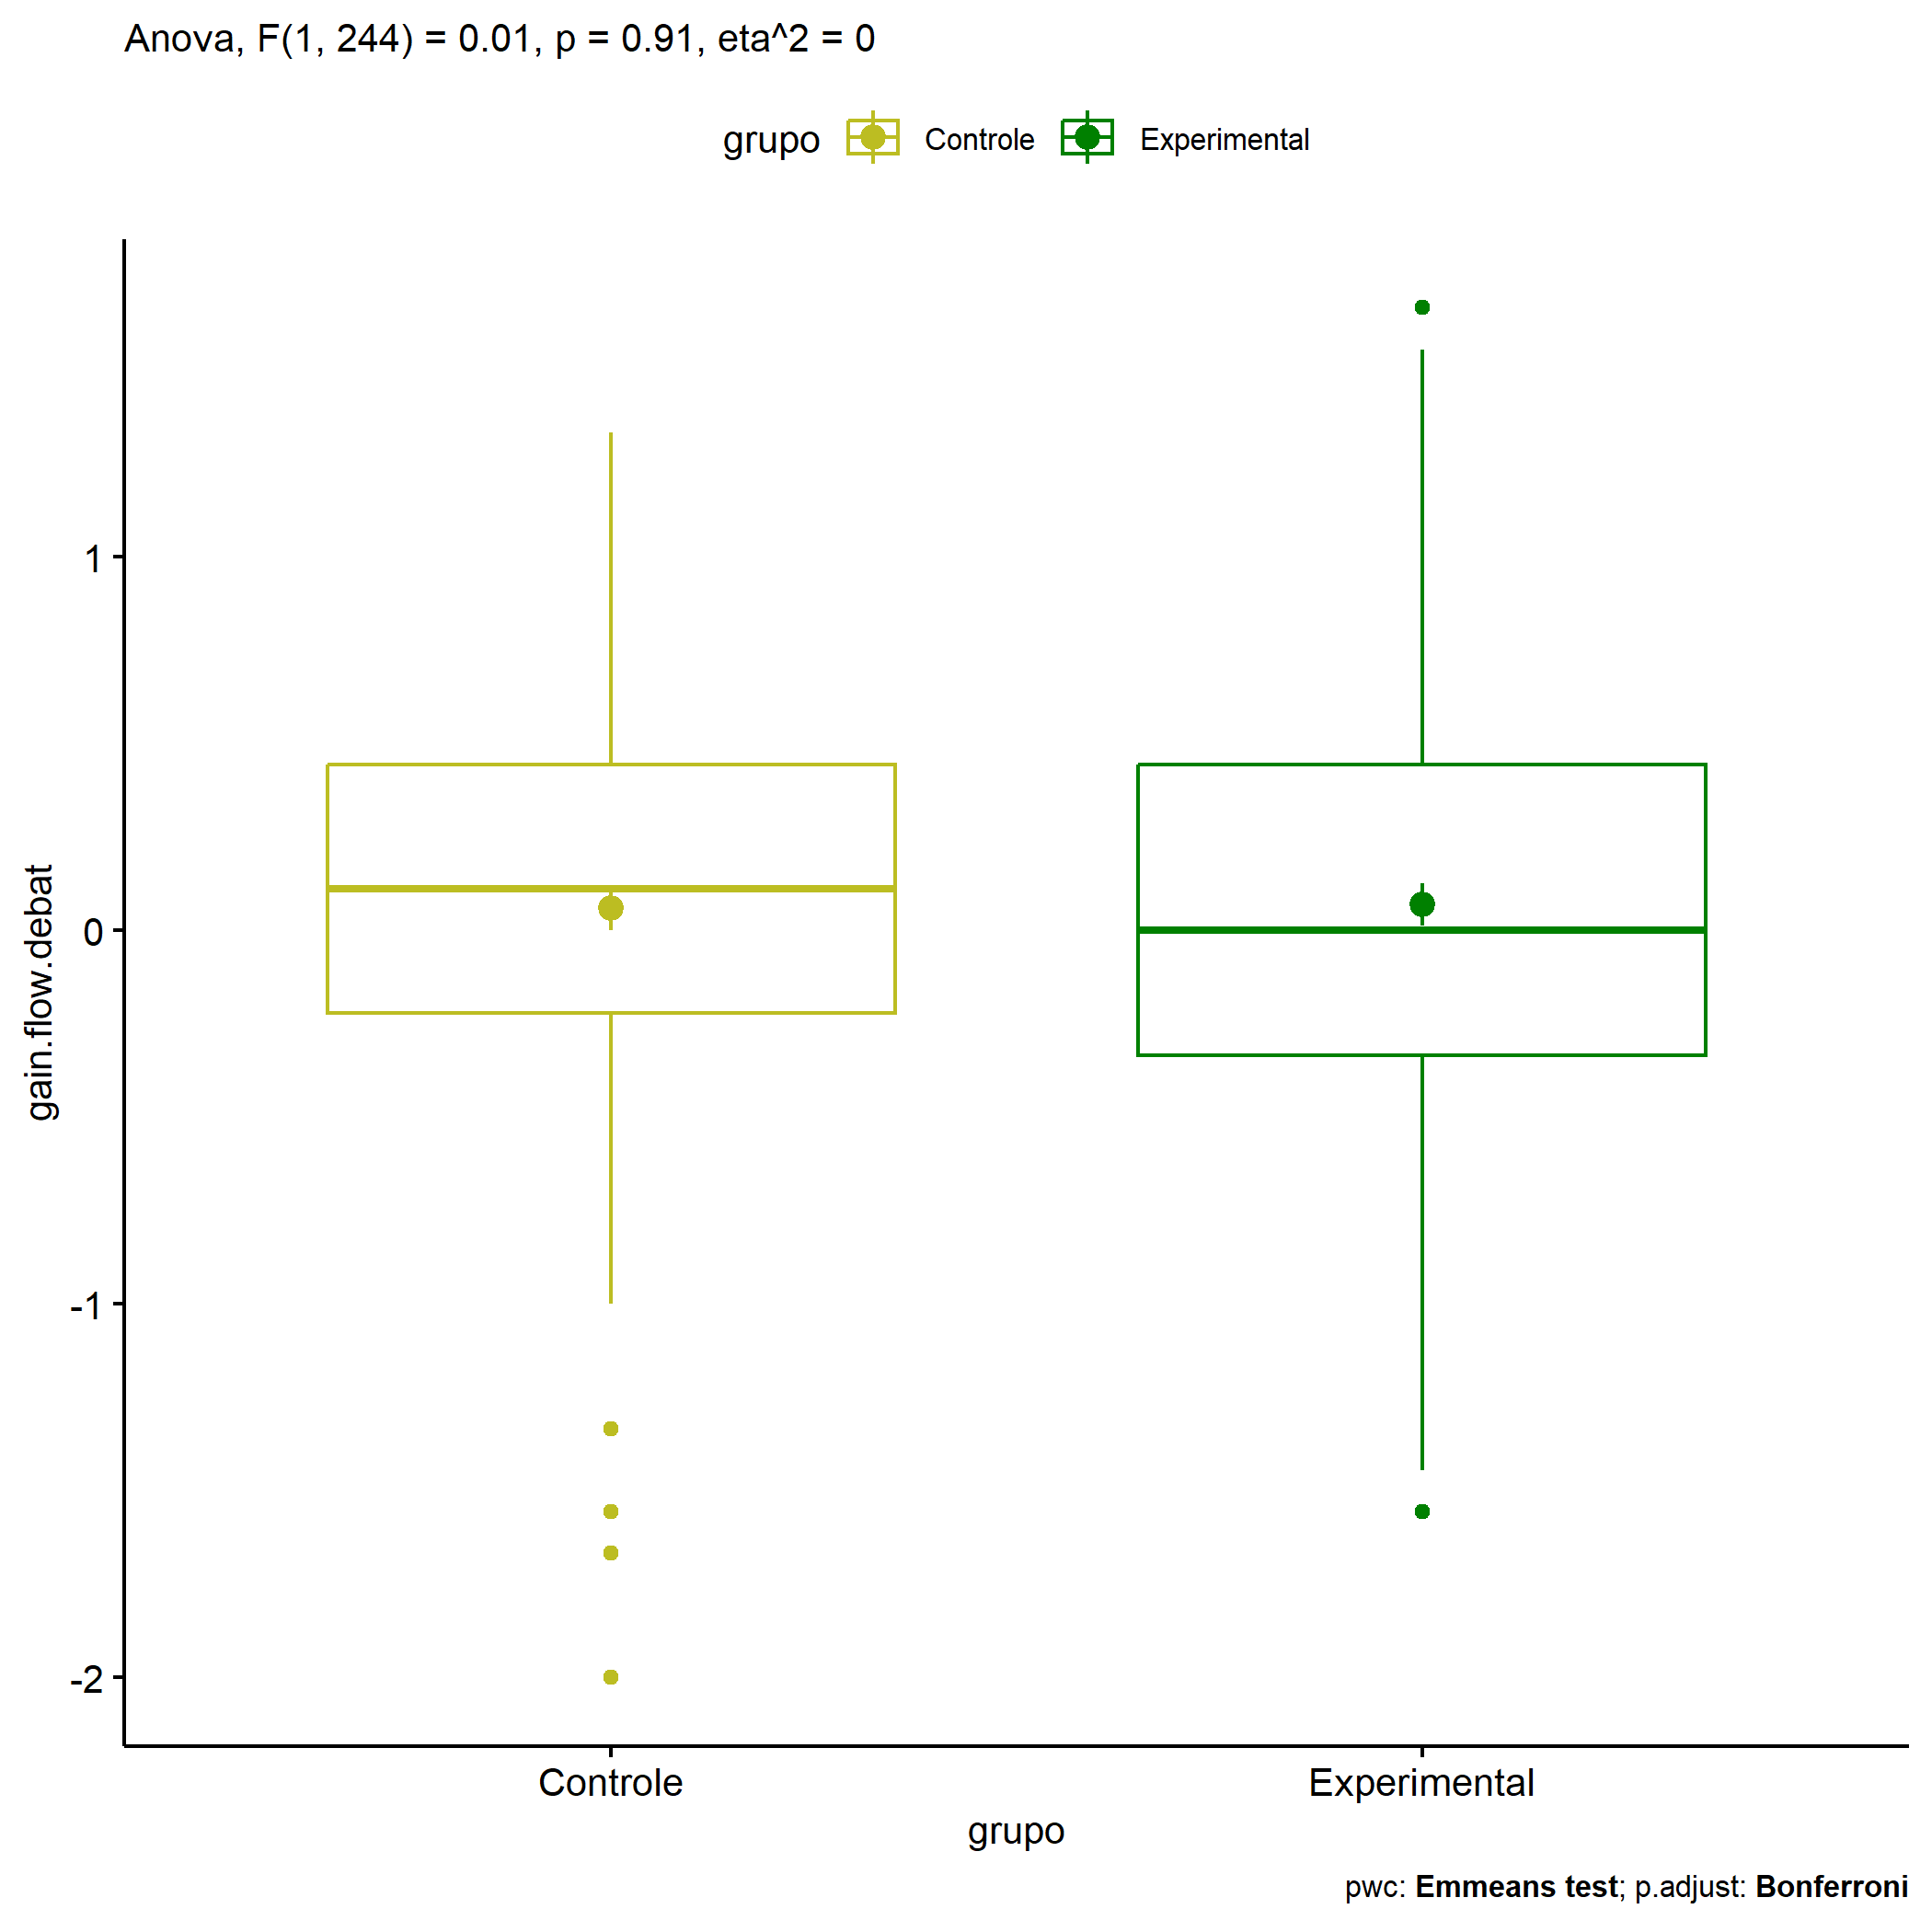 Anova, F(1, 244) = 0.01, p = 0.91, eta^2 = 0
grupo Controle Experimental
gain.flow.debat
1
0
-1
-2
Controle Experimental
grupo
pwc: Emmeans test; p.adjust: Bonferroni